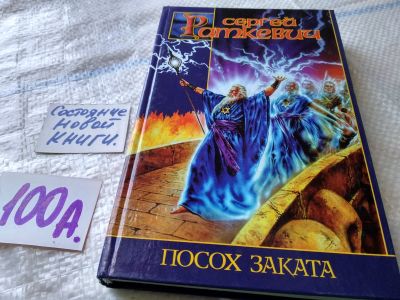 Сергей
Раткевич
Состояние
новой
книги.
100д.
ПОСОХ ЗАКАТА